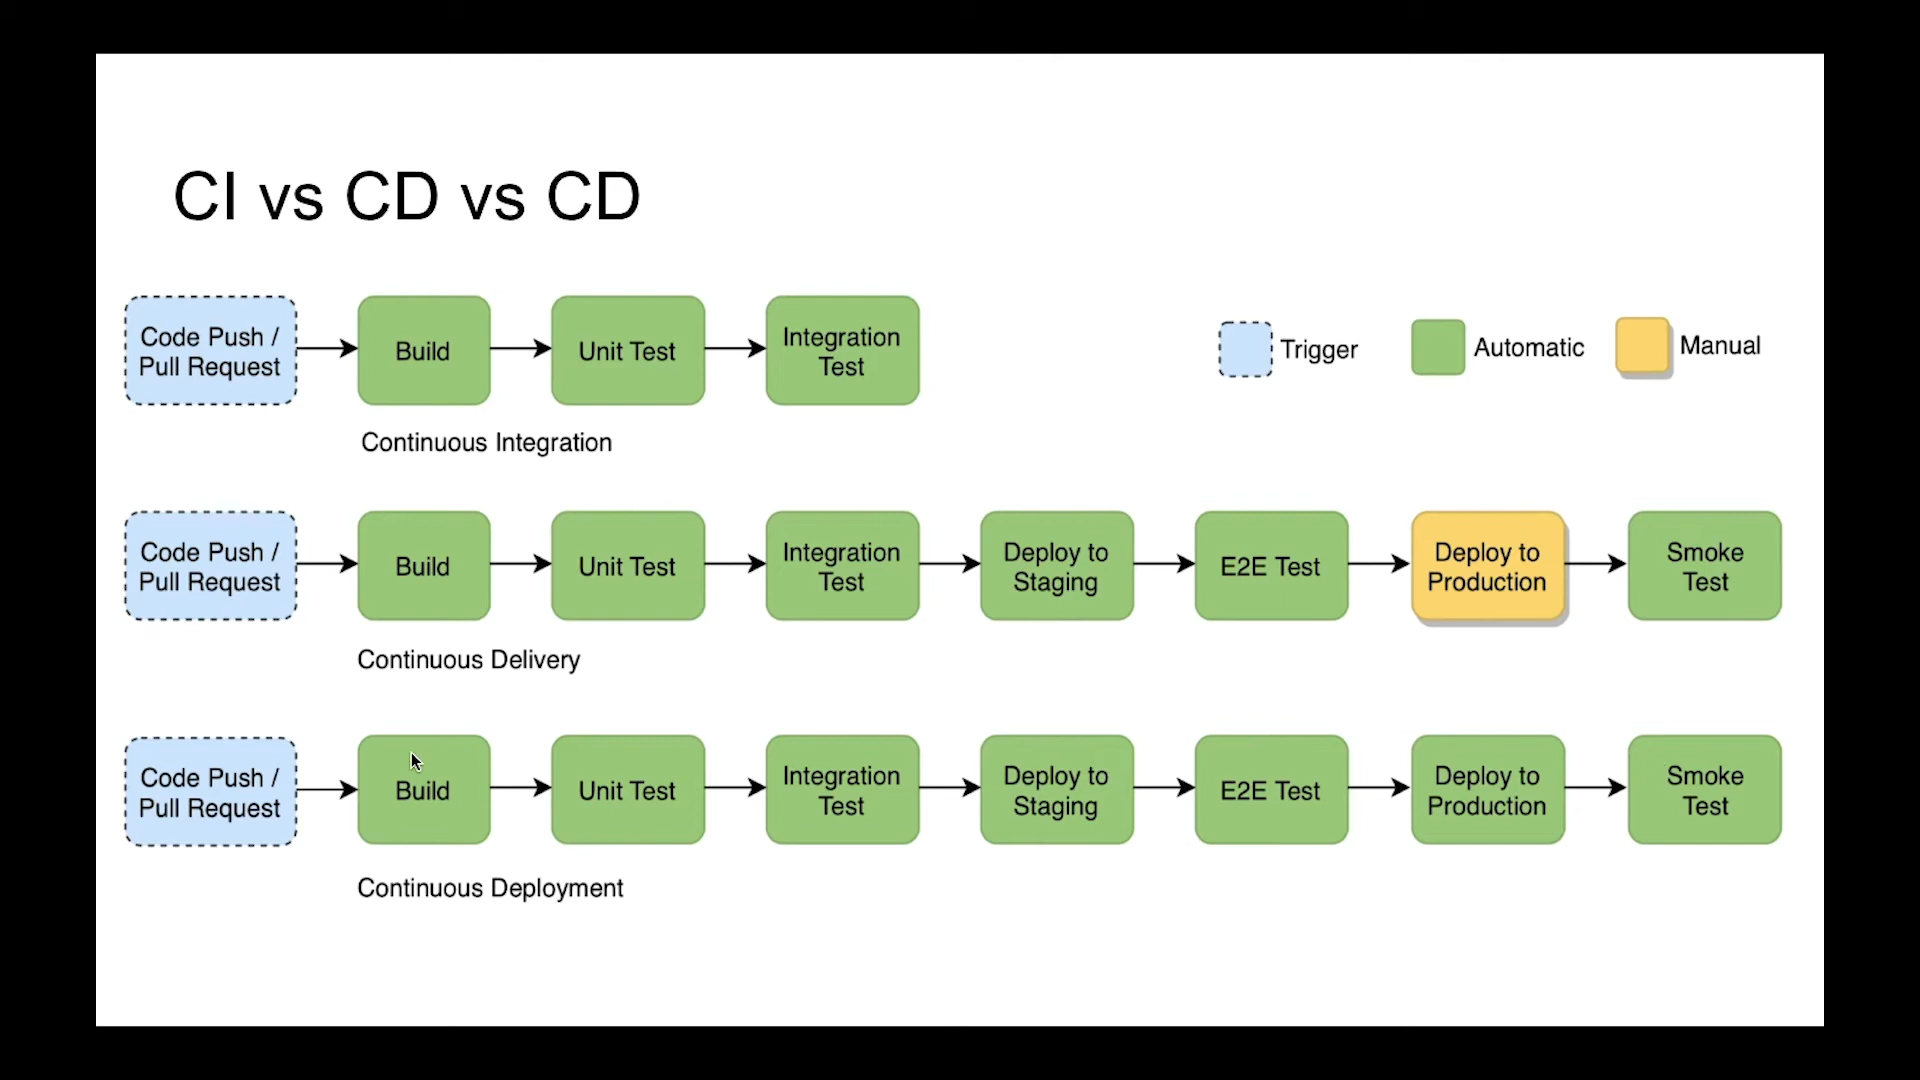 CI vs CD vs CD
Code Push /
Pull Request
Build
Unit Test
Integration
Test
Trigger
Automatic
Manual
Continuous Integration
Code Push /
Pull Request
Build
Unit Test
Integration
Test
Deploy to
Staging
E2E Test
Deploy to
Production
Smoke
Test
Continuous Delivery
Code Push /
Pull Request
Build
Unit Test
Integration
Test
Deploy to
Staging
E2E Test
Deploy to
Production
Smoke
Test
Continuous Deployment